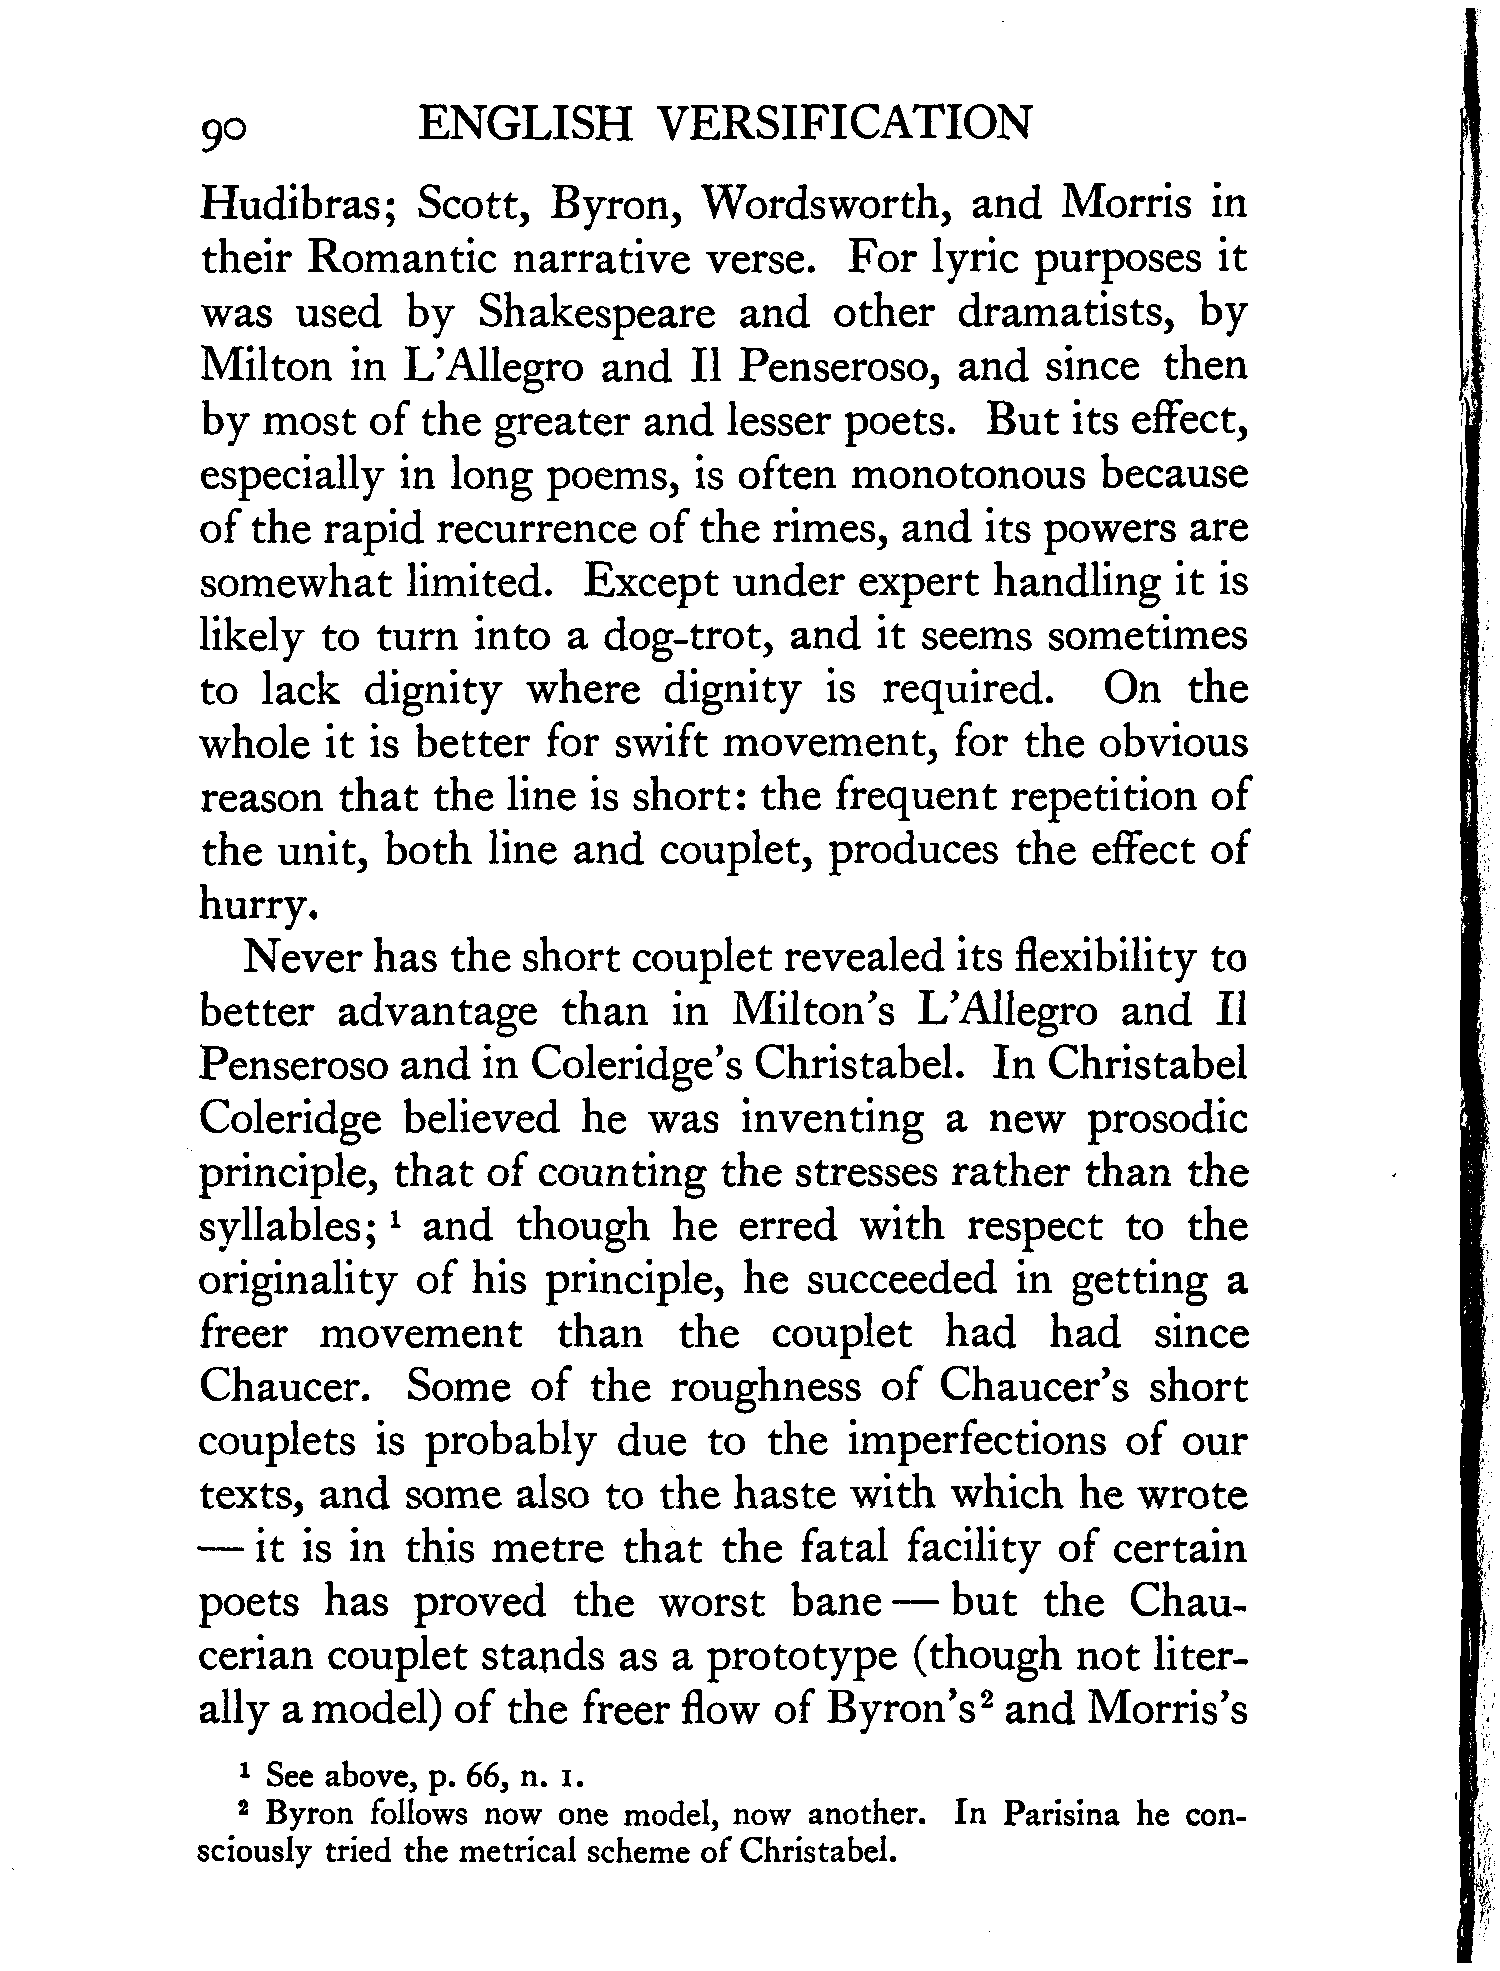 90 ENGLISH VERSIFICATION
Hudibras; Scott, Byron, Wordsworth, and Morris in
their Romantic narrative verse. For lyric purposes it
was used by Shakespeare and other dramatists, by
Milton in L’Allegro and Il Penseroso, and since then
by most of the greater and lesser poets. But its effect,
especially in long poems, is often monotonous because
of the rapid recurrence of the rimes, and its powers are
somewhat limited. Except under expert handling it is
likely to turn into a dog-trot, and it seems sometimes
to lack dignity where dignity is required. On the
whole it is better for swift movement, for the obvious
reason that the line is short: the frequent repetition of
the unit, both line and couplet, produces the effect of
hurry.
Never has the short couplet revealed its flexibility to
better advantage than in Milton’s L’Allegro and Il
Penseroso and in Coleridge’s Christabel. In Christabel
Coleridge believed he was inventing a new prosodic
principle, that of counting the stresses rather than the
syllables; ¹ and though he erred with respect to the
originality of his principle, he succeeded in getting a
freer movement than the couplet had had since
Chaucer. Some of the roughness of Chaucer’s short
couplets is probably due to the imperfections of our
texts, and some also to the haste with which he wrote
— it is in this metre that the fatal facility of certain
poets has proved the worst bane — but the Chau-
cerian couplet stands as a prototype (though not liter-
ally a model) of the freer flow of Byron’s² and Morris’s
¹ See above, p. 66, n. 1.
² Byron follows now one model, now another. In Parisina he con-
sciously tried the metrical scheme of Christabel.